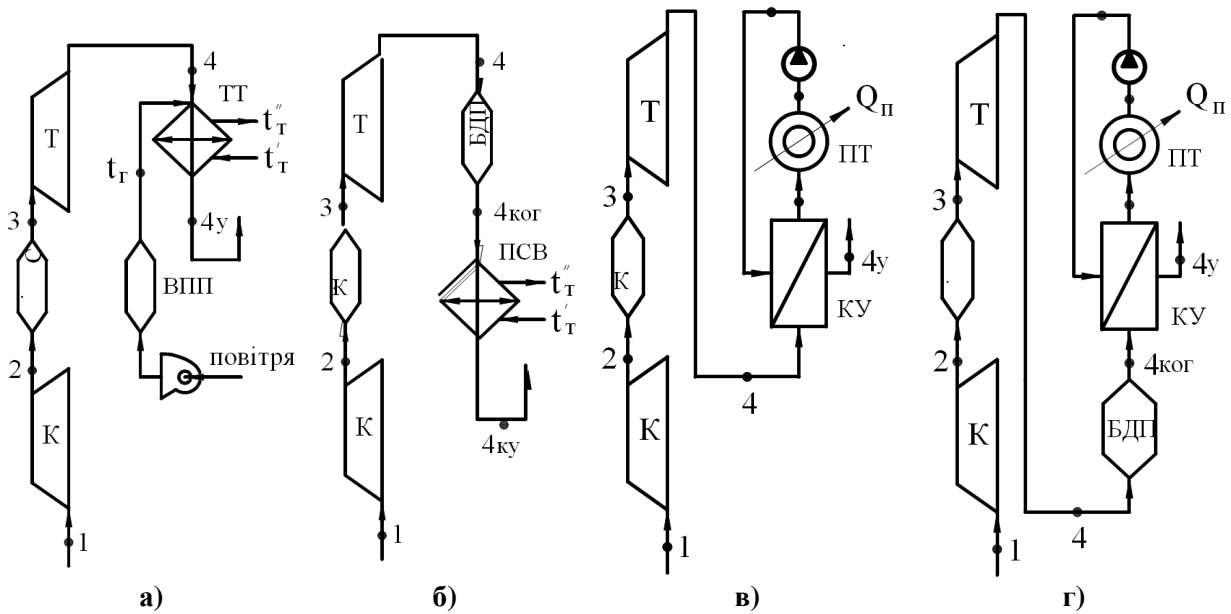 4
ТТ
Т
t″т
t′т
tг
3
4у
ВПП
2
повітря
К
1
а)
4
БДП
Т
3
4ког
ПСВ
t″т
t′т
К
2
К
4ку
1
б)
Т
Qп
ПТ
3
К
4у
КУ
2
4
К
1
в)
Т
Qп
ПТ
3
4у
КУ
2
4ког
БДП
К
4
1
г)